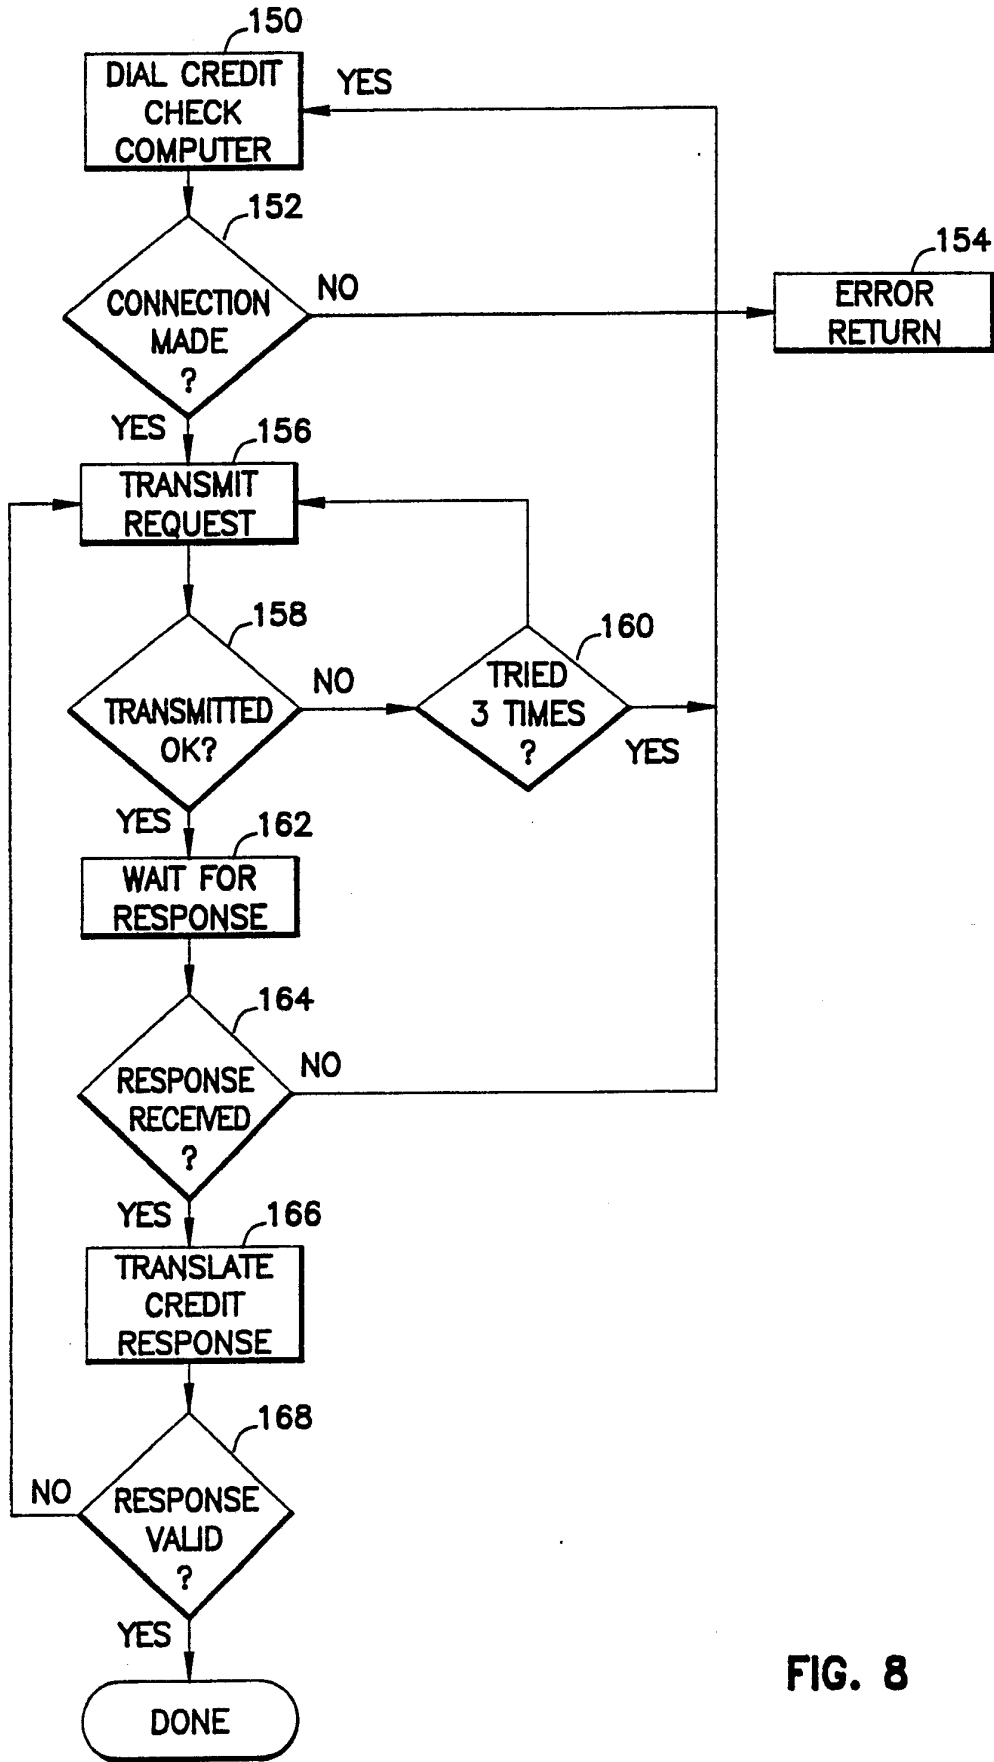 150
DIAL CREDIT
CHECK
COMPUTER
YES
152
CONNECTION
MADE
?
NO
154
ERROR
RETURN
YES
156
TRANSMIT
REQUEST
158
TRANSMITTED
OK?
NO
160
TRIED
3 TIMES
?
YES
YES
162
WAIT FOR
RESPONSE
164
RESPONSE
RECEIVED
?
NO
YES
166
TRANSLATE
CREDIT
RESPONSE
168
RESPONSE
VALID
?
NO
YES
DONE
FIG. 8